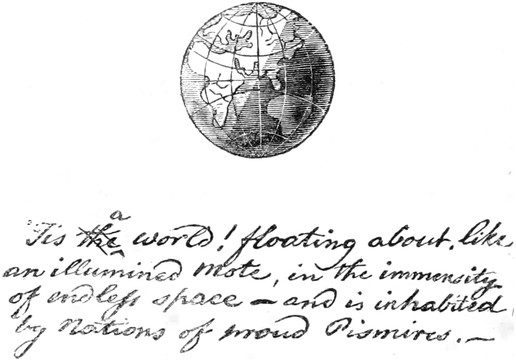 'Tis the a world! floating about, like
an illumined mote, in the immensity
of endless space — and is inhabited
by Nations of proud Pismires. —